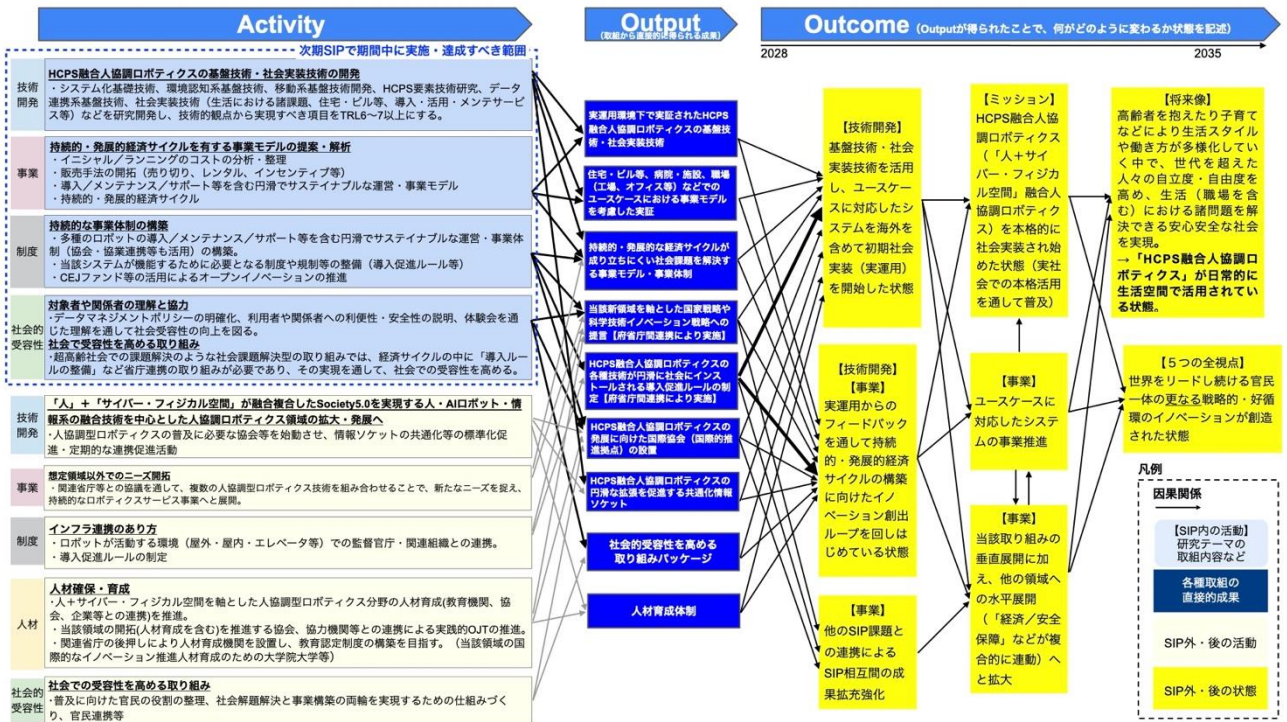 Activity
Output
(取組から直接的に得られる成果)
Outcome (Outputが得られたことで、何がどのように変わるか状態を記述)
2028
2035
次期SIPで期間中に実施・達成すべき範囲
技術
開発
HCPS融合人協調ロボティクスの基盤技術・社会実装技術の開発
・システム化基礎技術、環境認知系基盤技術、移動系基盤技術開発、HCPS要素技術研究、データ
連携系基盤技術、社会実装技術（生活における諸課題、住宅・ビル等、導入・活用・メンテサービ
ス等）などを研究開発し、技術的観点から実現すべき項目をTRL6〜7以上にする。
事業
持続的・発展的経済サイクルを有する事業モデルの提案・解析
・イニシャル／ランニングのコストの分析・整理
・販売手法の開拓（売り切り、レンタル、インセンティブ等）
・導入／メンテナンス／サポート等を含む円滑でサステイナブルな運営・事業モデル
・持続的・発展的経済サイクル
制度
持続的な事業体制の構築
・多種のロボットの導入／メンテナンス／サポート等を含む円滑でサステイナブルな運営・事業体
制（協会・協業連携等も活用）の構築。
・当該システムが機能するために必要となる制度や規制等の整備（導入促進ルール等）
・CEJファンド等の活用によるオープンイノベーションの推進
社会的
受容性
対象者や関係者の理解と協力
・データマネジメントポリシーの明確化、利用者や関係者への利便性・安全性の説明、体験会を通
じた理解を通して社会受容性の向上を図る。
社会で受容性を高める取り組み
・超高齢社会での課題解決のような社会課題解決型の取り組みでは、経済サイクルの中に「導入ルー
ルの整備」など省庁連携の取り組みが必要であり、その実現を通して、社会での受容性を高める。
技術
開発
「人」＋「サイバー・フィジカル空間」が融合複合したSociety5.0を実現する人・AIロボット・情
報系の融合技術を中心とした人協調ロボティクス領域の拡大・発展へ
・人協調型ロボティクスの普及に必要な協会等を始動させ、情報ソケットの共通化等の標準化促
進・定期的な連携促進活動
事業
想定領域以外でのニーズ開拓
・関連省庁等との協議を通して、複数の人協調型ロボティクス技術を組み合わせることで、新たなニーズを捉え、
持続的なロボティクスサービス事業へと展開。
制度
インフラ連携のあり方
・ロボットが活動する環境（屋外・屋内・エレベータ等）での監督官庁・関連組織との連携。
・導入促進ルールの制定
人材
人材確保・育成
・人＋サイバー・フィジカル空間を軸とした人協調型ロボティクス分野の人材育成(教育機関、協
会、企業等との連携)を推進。
・当該領域の開拓(人材育成を含む)を推進する協会、協力機関等との連携による実践的OJTの推進。
・関連省庁の後押しにより人材育成機関を設置し、教育認定制度の構築を目指す。（当該領域の国
際的なイノベーション推進人材育成のための大学院大学等）
社会的
受容性
社会での受容性を高める取り組み
・普及に向けた官民の役割の整理、社会解題解決と事業構築の両輪を実現するための仕組みづく
り、官民連携等
実運用環境下で実証されたHCPS
融合人協調ロボティクスの基盤技
術・社会実装技術
住宅・ビル等、病院・施設、職場
（工場、オフィス等）などでの
ユースケースにおける事業モデル
を考慮した実証
持続的・発展的な経済サイクルが
成り立ちにくい社会課題を解決す
る事業モデル・事業体制
当該新領域を軸とした国家戦略や
科学技術イノベーション戦略への
提言【府省庁間連携により実施】
HCPS融合人協調ロボティクスの
各種技術が円滑に社会にインス
トールされる導入促進ルールの制
定【府省庁間連携により実施】
HCPS融合人協調ロボティクスの
発展に向けた国際協会（国際的推
進拠点）の設置
HCPS融合人協調ロボティクスの
円滑な拡張を促進する共通化情報
ソケット
社会的受容性を高める
取り組みパッケージ
人材育成体制
【技術開発】
基盤技術・社会
実装技術を活用
し、ユースケー
スに対応したシ
ステムを海外を
含めて初期社会
実装（実運用）
を開始した状態
【技術開発】
【事業】
実運用からの
フィードバック
を通して持続
的・発展的経済
サイクルの構築
に向けたイノ
ベーション創出
ループを回しは
じめている状態
【事業】
他のSIP課題と
の連携による
SIP相互間の成
果拡充強化
【ミッション】
HCPS融合人協
調ロボティクス
（「人＋サイ
バー・フィジカ
ル空間」融合人
協調ロボティク
ス）を本格的に
社会実装され始
めた状態（実社
会での本格活用
を通して普及）
【事業】
ユースケースに
対応したシステ
ムの事業推進
【事業】
当該取り組みの
垂直展開に加
え、他の領域へ
の水平展開
（「経済／安全
保障」などが複
合的に連動）へ
と拡大
【将来像】
高齢者を抱えたり子育て
などにより生活スタイル
や働き方が多様化してい
く中で、世代を超えた
人々の自立度・自由度を
高め、生活（職場を含
む）における諸問題を解
決できる安心安全な社会
を実現。
→「HCPS融合人協調ロ
ボティクス」が日常的に
生活空間で活用されてい
る状態。
【５つの全視点】
世界をリードし続ける官民
一体の更なる戦略的・好循
環のイノベーションが創造
された状態
凡例
因果関係
【SIP内の活動】
研究テーマの
取組内容など
各種取組の
直接的成果
SIP外・後の活動
SIP外・後の状態